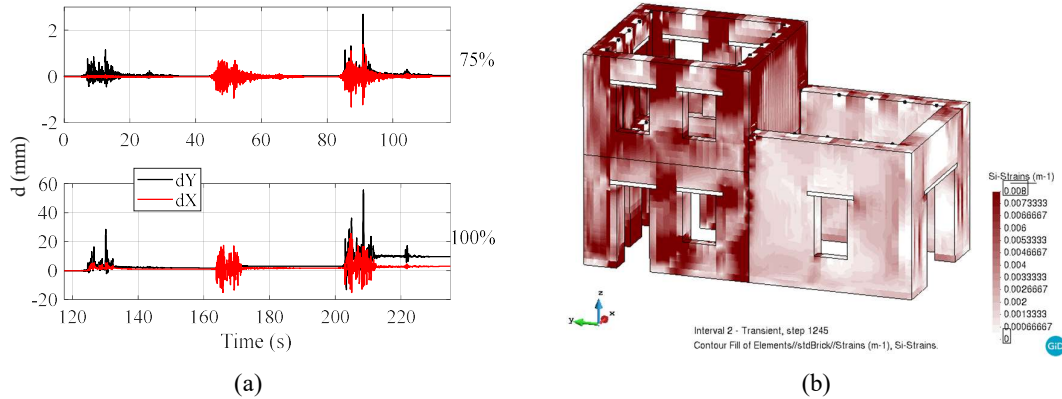 2
0
-2
0
20
40
60
80
100
75%
d (mm)
60
40
20
0
-20
120
140
160
180
200
220
dY
dX
100%
Time (s)
(a)
Si-Strains (m-1)
0.008
0.0073333
0.0066667
0.006
0.0053333
0.0046667
0.004
0.0033333
0.0026667
0.002
0.0013333
0.00066667
0
z
y
x
Interval 2 - Transient, step 1245
Contour Fill of Elements//stdBrick//Strains (m-1), Si-Strains.
GiD
(b)